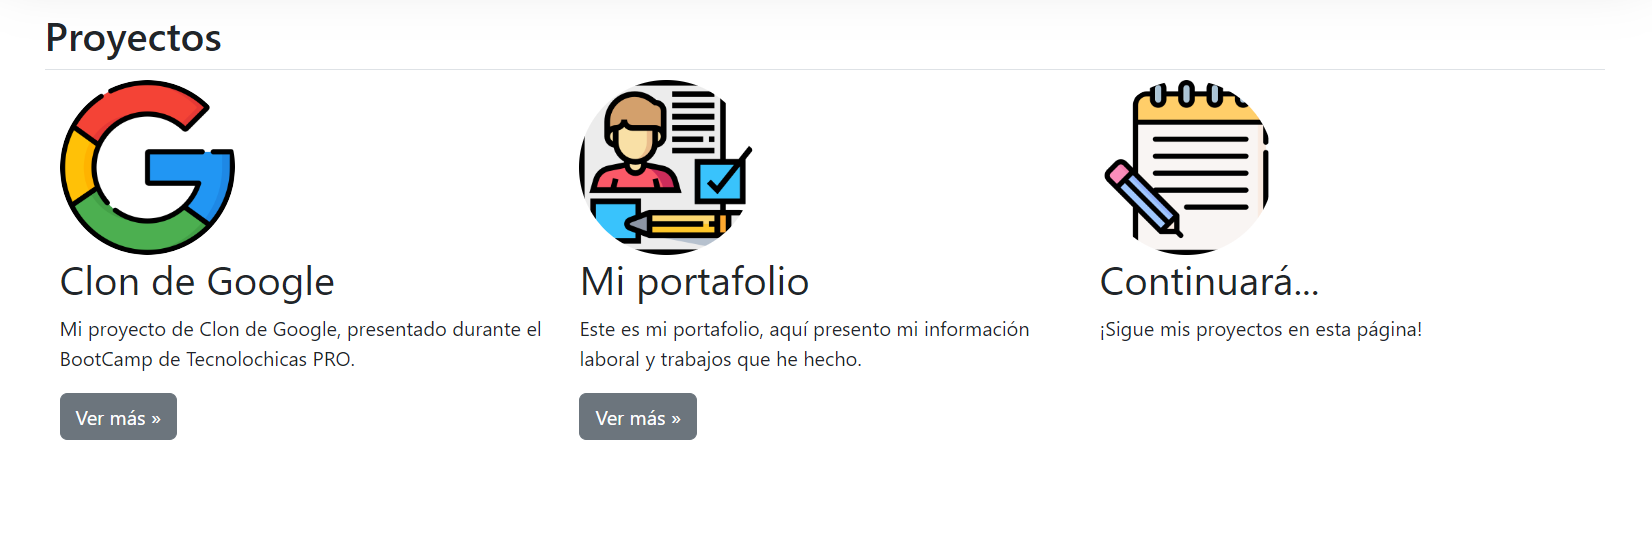 Proyectos
Clon de Google
Mi proyecto de Clon de Google, presentado durante el
BootCamp de Tecnolochicas PRO.
Ver más »
Mi portafolio
Este es mi portafolio, aquí presento mi información
laboral y trabajos que he hecho.
Ver más »
Continuará...
¡Sigue mis proyectos en esta página!